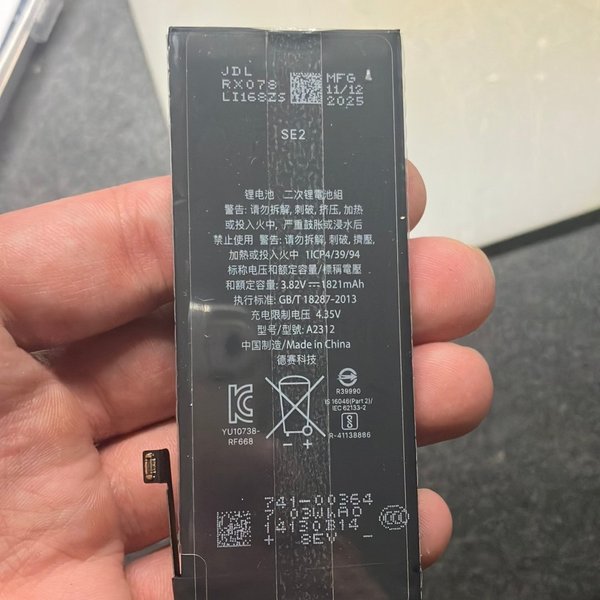 JDL
RX078
LI168ZS
MFG
11/12
2025
SE2
锂电池 二次鋰電池組
警告: 请勿拆解, 刺破, 挤压, 加热
或投入火中, 严重鼓胀或浸水后
禁止使用 警告: 請勿拆解, 刺破, 擠壓,
加熱或投入火中 1ICP4/39/94
标称电压和额定容量/標稱電壓
和額定容量: 3.82V⎓1821mAh
执行标准: GB/T 18287-2013
充电限制电压 4.35V
型号/型號: A2312
中国制造/Made in China
德赛科技
YU10738-
RF668
R39990
IS 16046(Part 2)/
IEC 62133-2
R-41138886
741-00364
14130B14
+ 8EV -